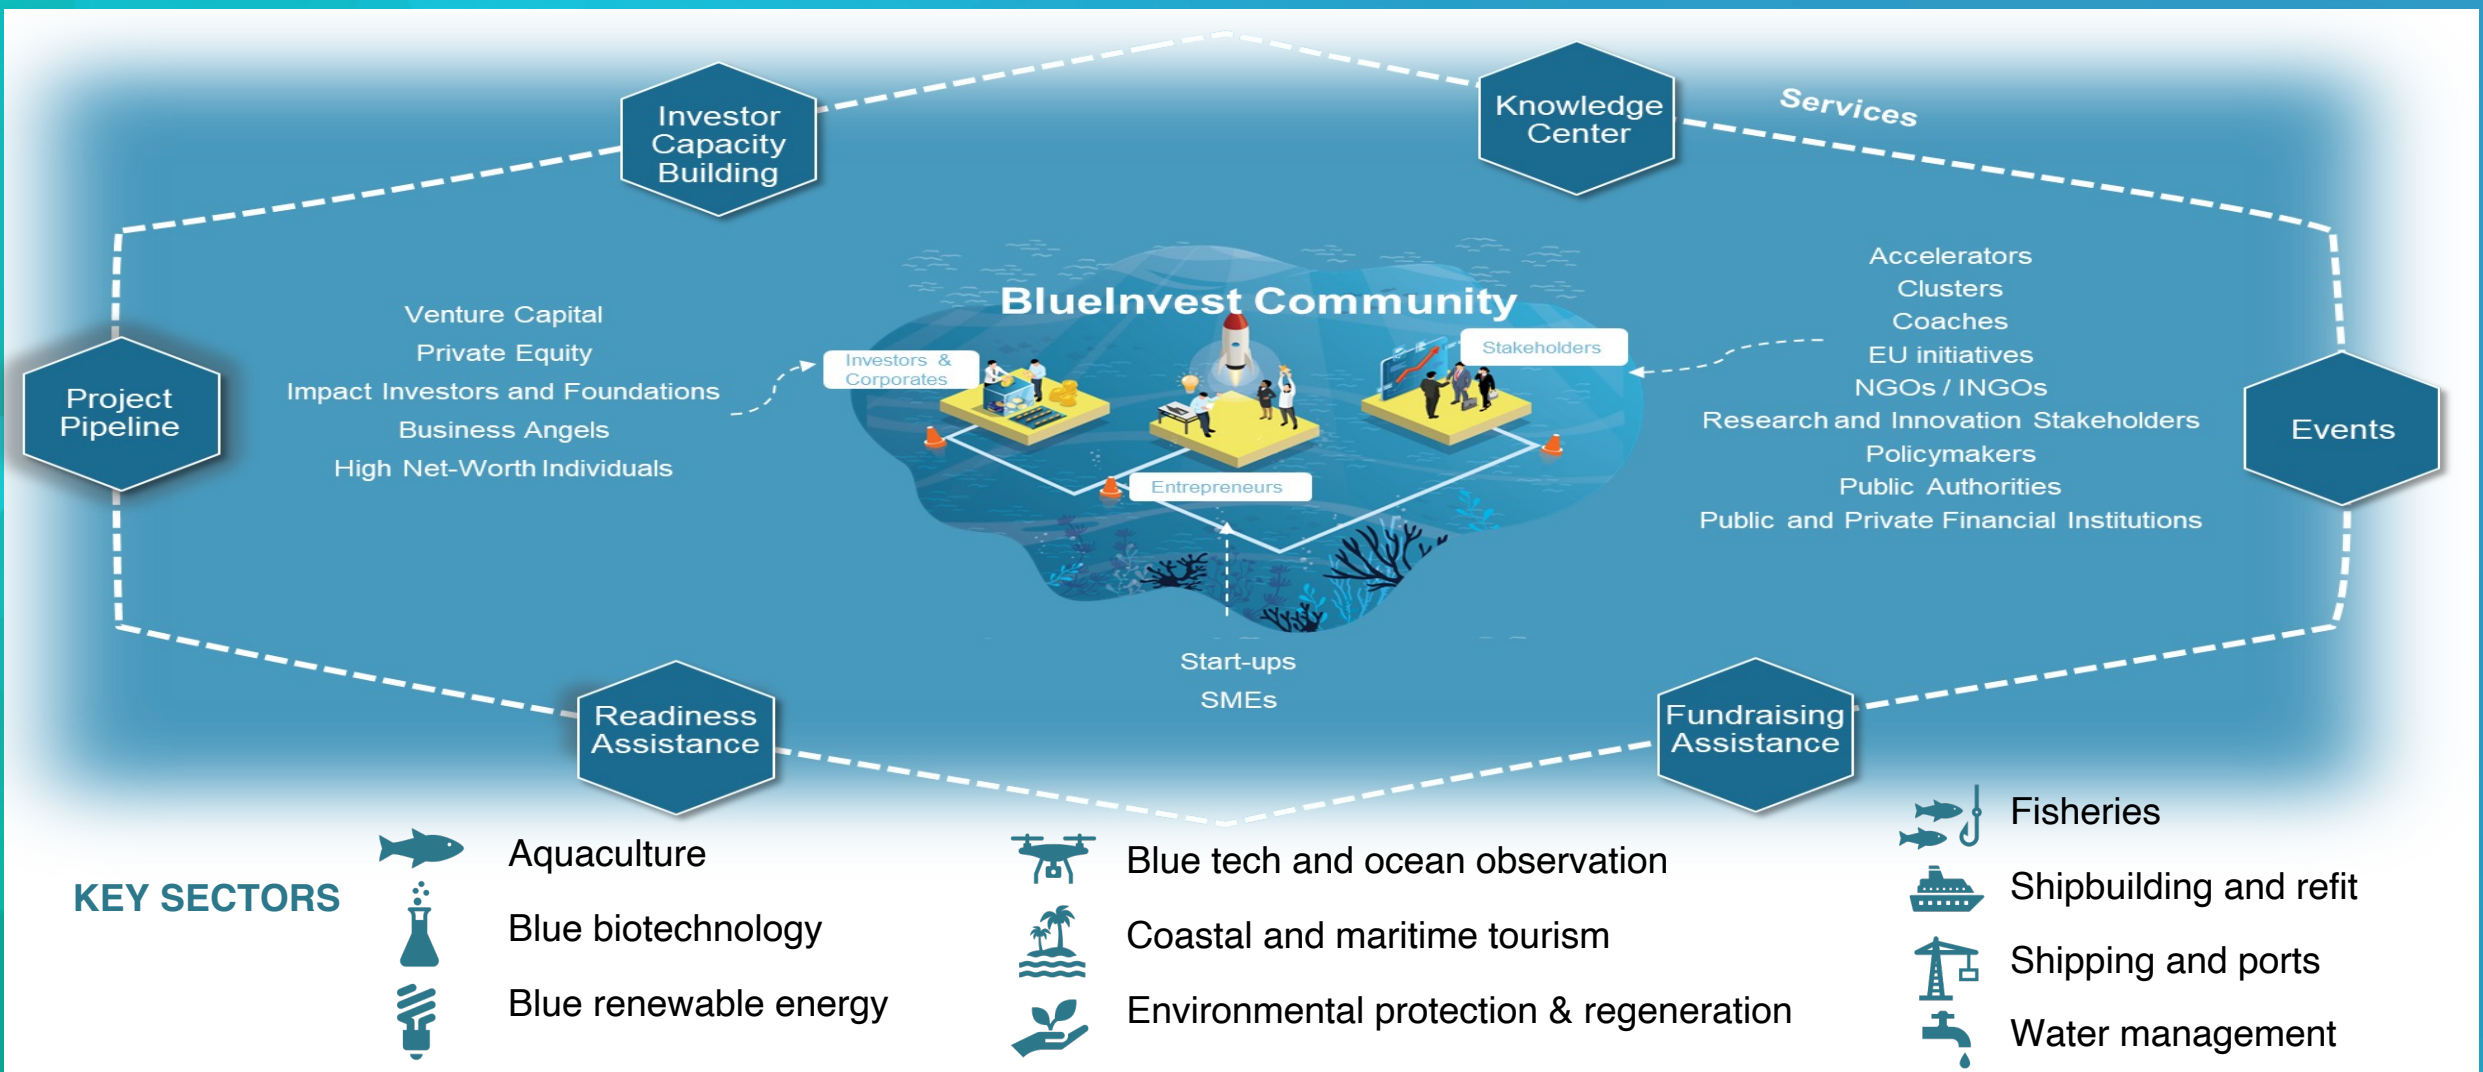 Investor
Capacity
Building
Knowledge
Center
Services
Project
Pipeline
Venture Capital
Private Equity
Impact Investors and Foundations
Business Angels
High Net-Worth Individuals
BlueInvest Community
Investors &
Corporates
Stakeholders
Entrepreneurs
Start-ups
SMEs
Accelerators
Clusters
Coaches
EU initiatives
NGOs / INGOs
Research and Innovation Stakeholders
Policymakers
Public Authorities
Public and Private Financial Institutions
Events
Readiness
Assistance
Fundraising
Assistance
KEY SECTORS
Aquaculture
Blue biotechnology
Blue renewable energy
Blue tech and ocean observation
Coastal and maritime tourism
Environmental protection & regeneration
Fisheries
Shipbuilding and refit
Shipping and ports
Water management